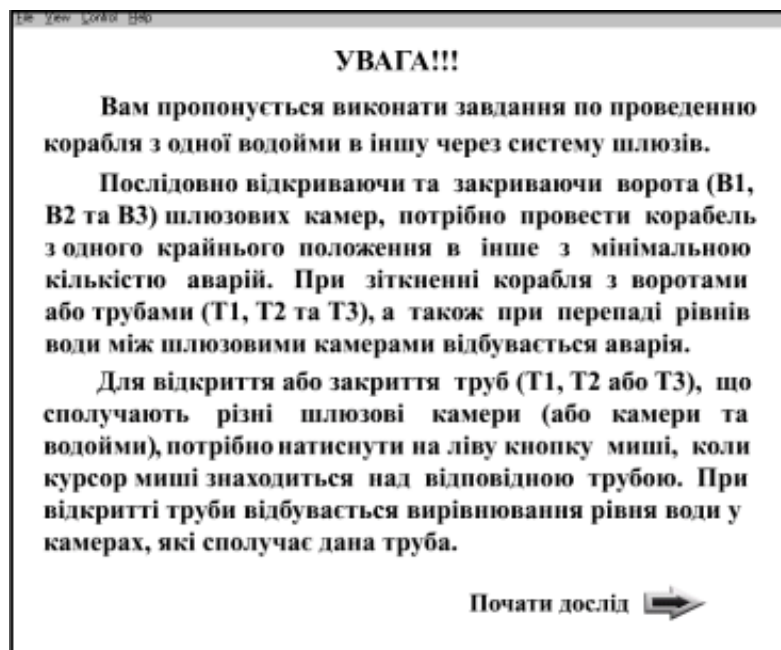 File View Control Help
УВАГА!!!
Вам пропонується виконати завдання по проведенню
корабля з одної водойми в іншу через систему шлюзів.
Послідовно відкриваючи та закриваючи ворота (В1,
В2 та В3) шлюзових камер, потрібно провести корабель
з одного крайнього положення в інше з мінімальною
кількістю аварій. При зіткненні корабля з воротами
або трубами (Т1, Т2 та Т3), а також при перепаді рівнів
води між шлюзовими камерами відбувається аварія.
Для відкриття або закриття труб (Т1, Т2 або Т3), що
сполучають різні шлюзові камери (або камери та
водойми), потрібно натиснути на ліву кнопку миші, коли
курсор миші знаходиться над відповідною трубою. При
відкритті труби відбувається вирівнювання рівня води у
камерах, які сполучає дана труба.
Почати дослід